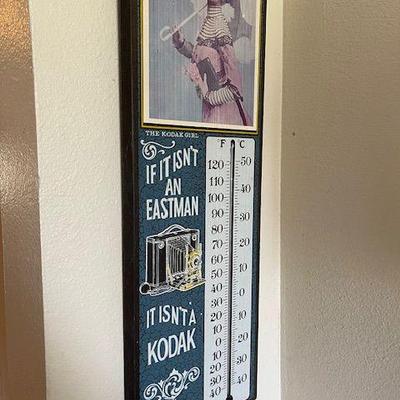 THE KODAK GIRL
IF IT ISN'T
AN
EASTMAN
IT ISN'T A
KODAK
F C
120 50
110
100 40
90
80 30
70 20
60
50 10
40
30 0
20
10 10
0
10 20
20 30
30
40 40